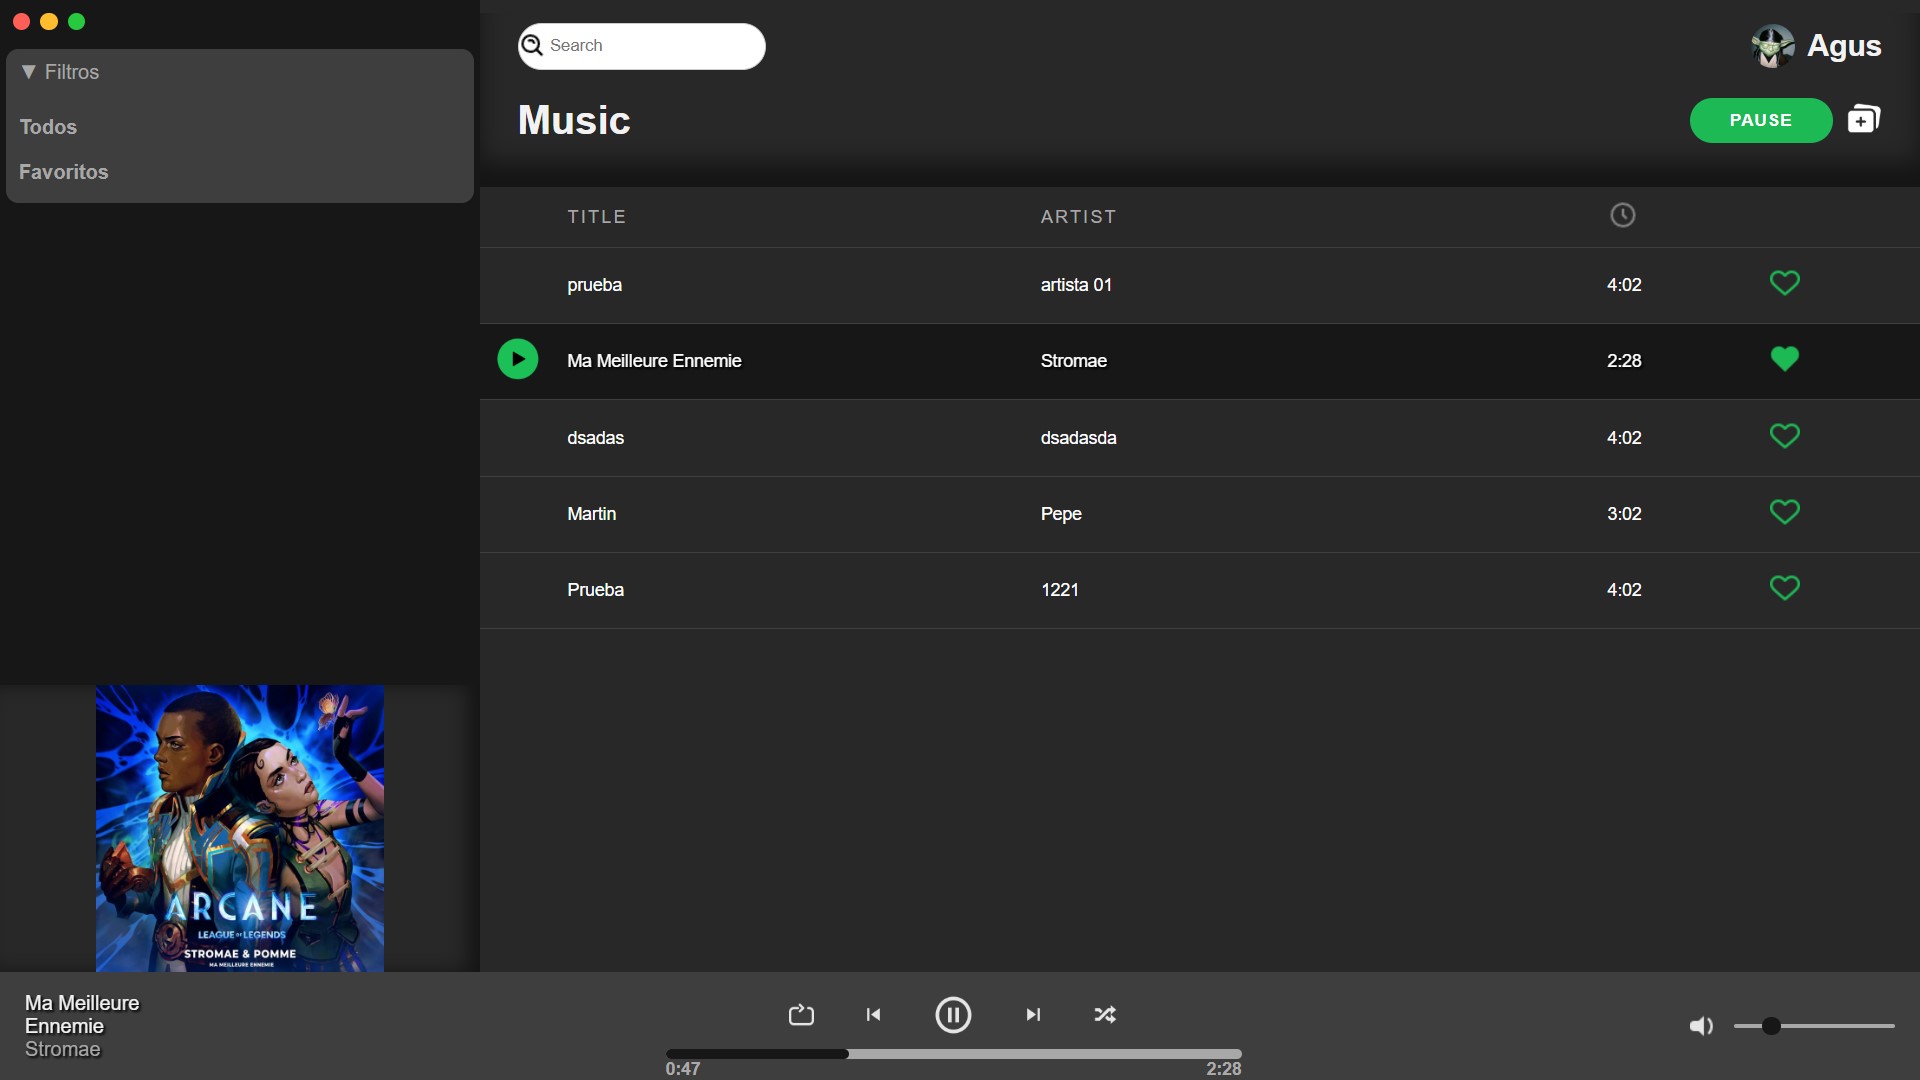 ▼ Filtros
Todos
Favoritos
Search
Agus
Music
PAUSE
TITLE ARTIST
prueba artista 01 4:02
Ma Meilleure Ennemie Stromae 2:28
dsadas dsadasda 4:02
Martin Pepe 3:02
Prueba 1221 4:02
ARCANE
LEAGUE OF LEGENDS
STROMAE & POMME
MA MEILLEURE ENNEMIE
Ma Meilleure
Ennemie
Stromae
0:47 2:28